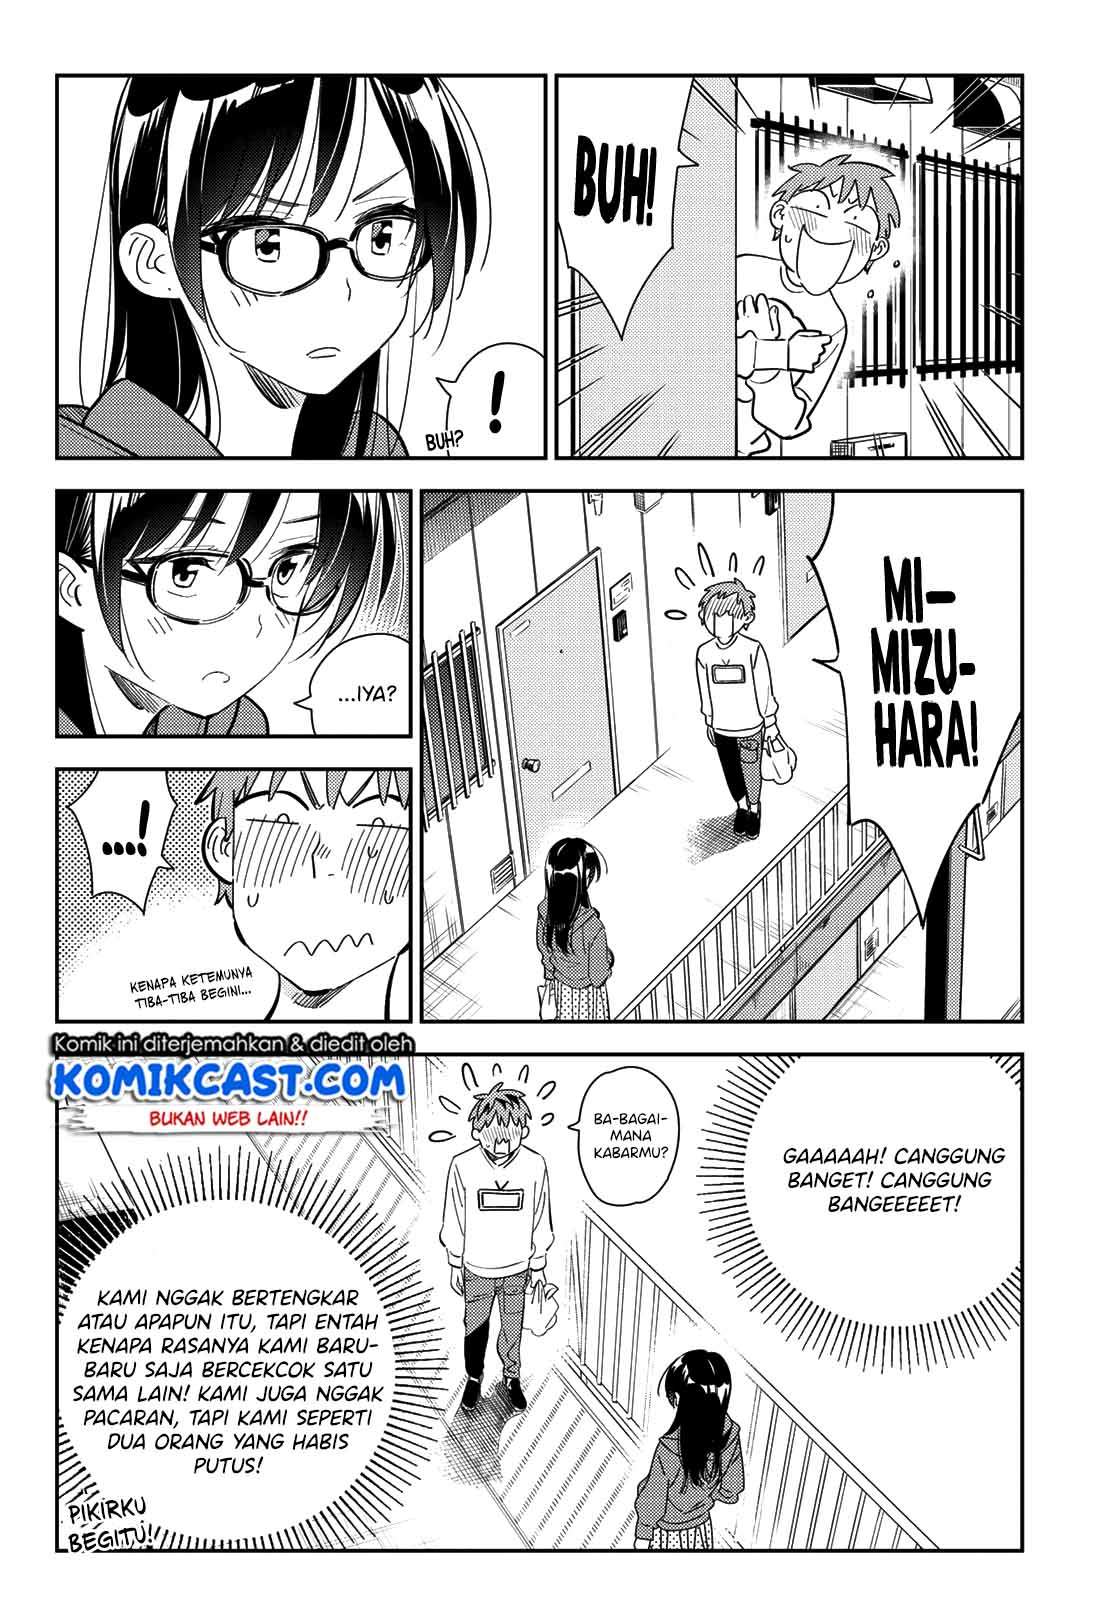 BUH!
!
BUH?
MI-
MIZU-
HARA!
...IYA?
....!
KENAPA KETEMUNYA
TIBA-TIBA BEGINI...
Komik ini diterjemahkan & diedit oleh
KOMIKCAST.COM
BUKAN WEB LAIN!!
GAAAAAH! CANGGUNG
BANGET! CANGGUNG
BANGEEEEET!
BA-BAGAI-
MANA
KABARMU?
KAMI NGGAK BERTENGKAR
ATAU APAPUN ITU, TAPI ENTAH
KENAPA RASANYA KAMI BARU-
BARU SAJA BERCEKCOK SATU
SAMA LAIN! KAMI JUGA NGGAK
PACARAN, TAPI KAMI SEPERTI
DUA ORANG YANG HABIS
PUTUS!
PIKIRKU
BEGITU!